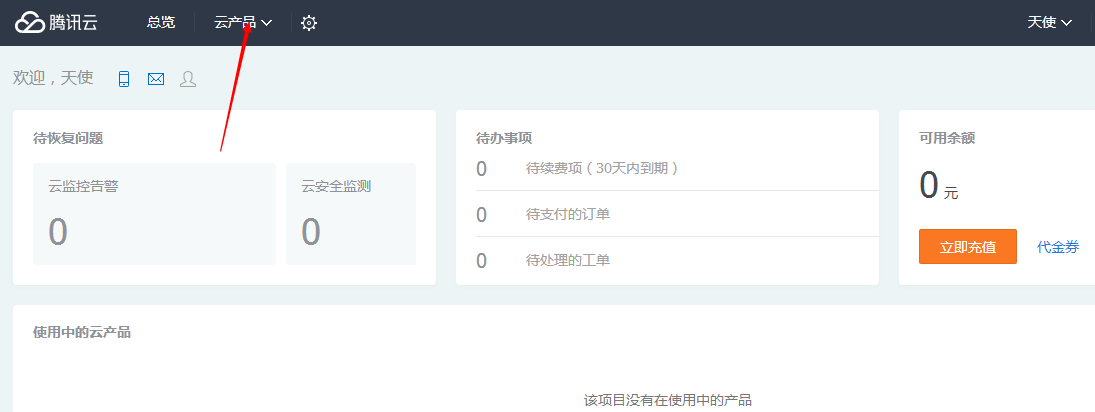 腾讯云 总览 云产品 天使
欢迎，天使
待恢复问题
云监控告警
0
云安全监测
0
待办事项
0 待续费项（30天内到期）
0 待支付的订单
0 待处理的工单
可用余额
0 元
立即充值 代金券
使用中的云产品
该项目没有在使用中的产品